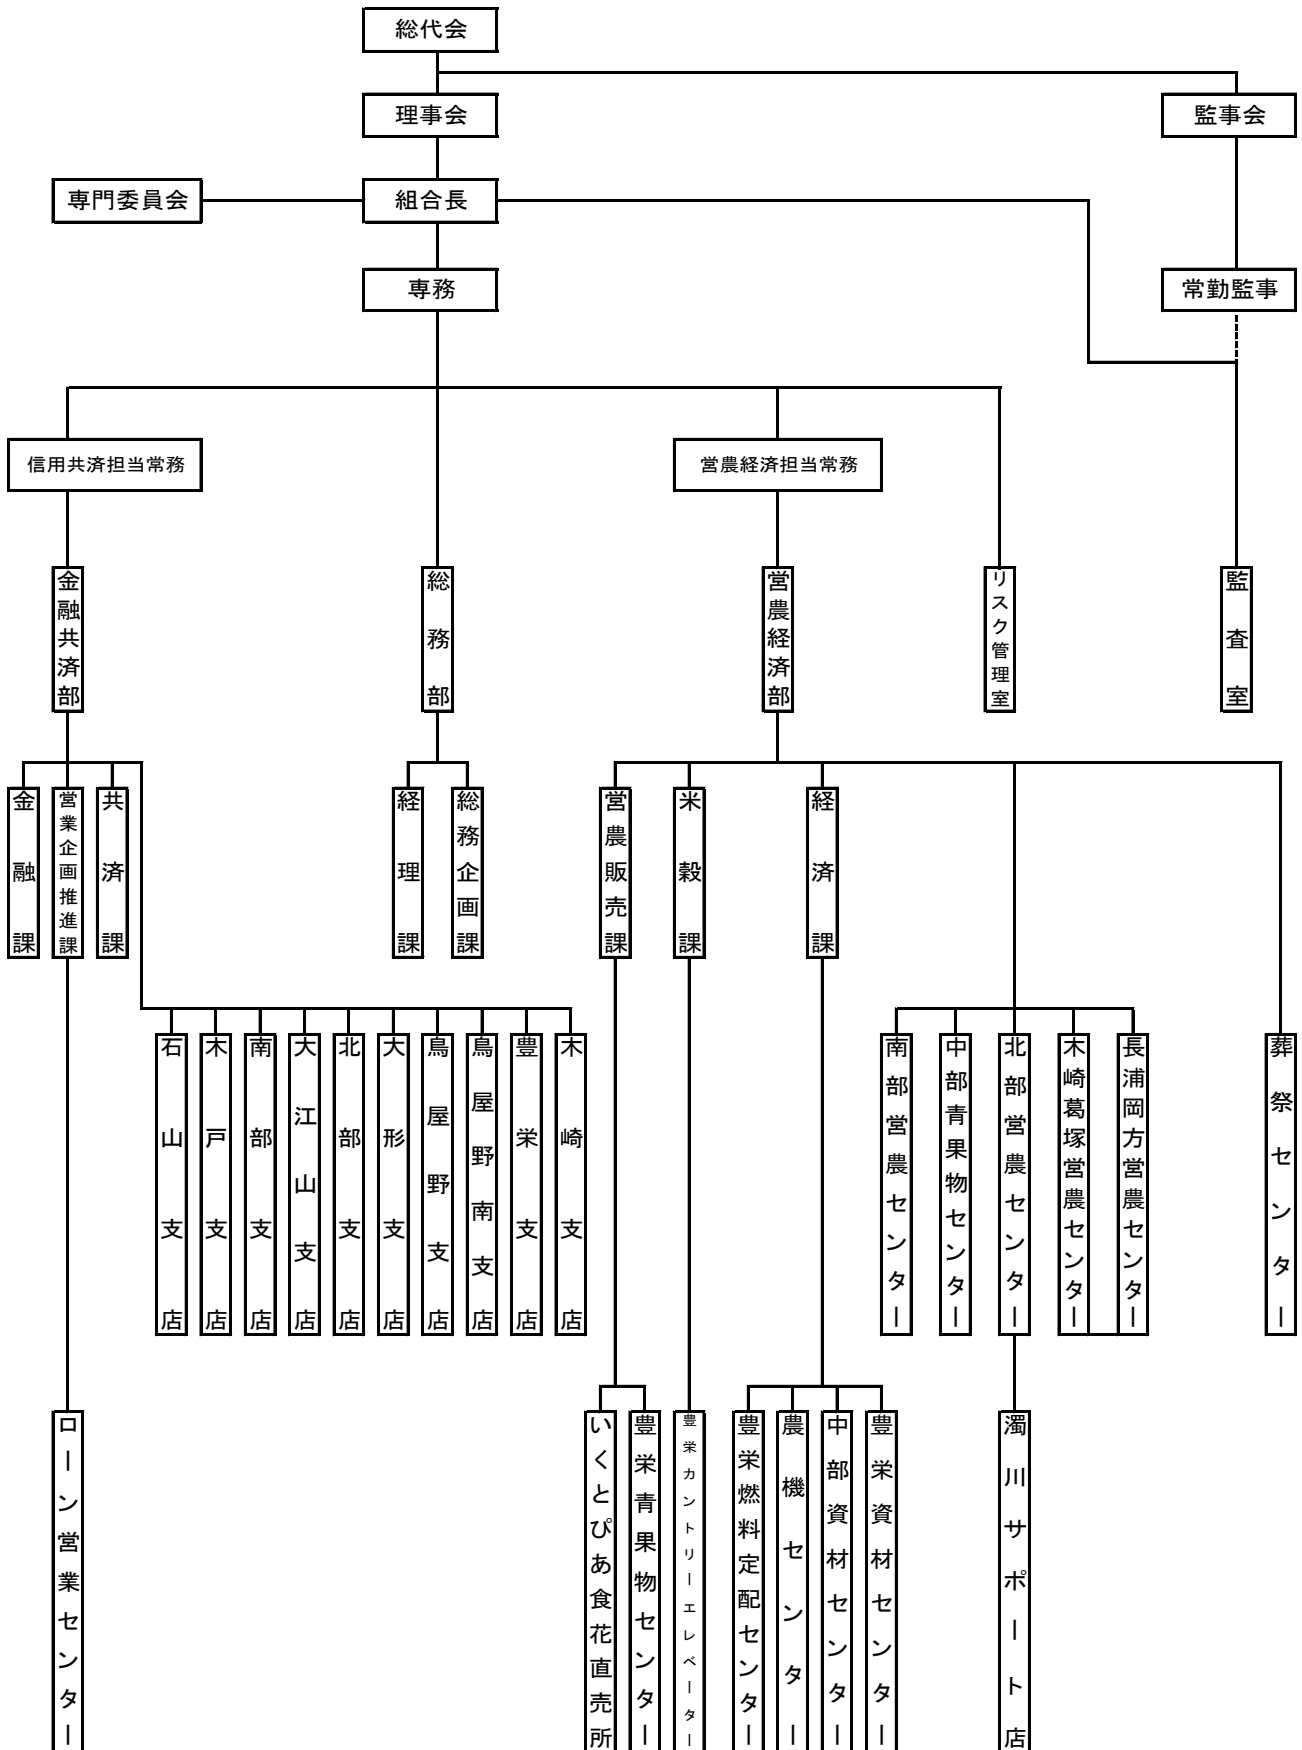 総代会
理事会
監事会
専門委員会
組合長
専務
常勤監事
信用共済担当常務
営農経済担当常務
金融共済部
総務部
営農経済部
リスク管理室
監査室
金融課
営業企画推進課
共済課
経理課
総務企画課
営農販売課
米穀課
経済課
石山支店
木戸支店
南部支店
大江山支店
北部支店
大形支店
鳥屋野支店
鳥屋野南支店
豊栄支店
木崎支店
南部営農センター
中部青果物センター
北部営農センター
木崎葛塚営農センター
長浦岡方営農センター
葬祭センター
ローン営業センター
いくとぴあ食花直売所
豊栄青果物センター
豊栄カントリーエレベーター
豊栄燃料定配センター
農機センター
中部資材センター
豊栄資材センター
濁川サポート店